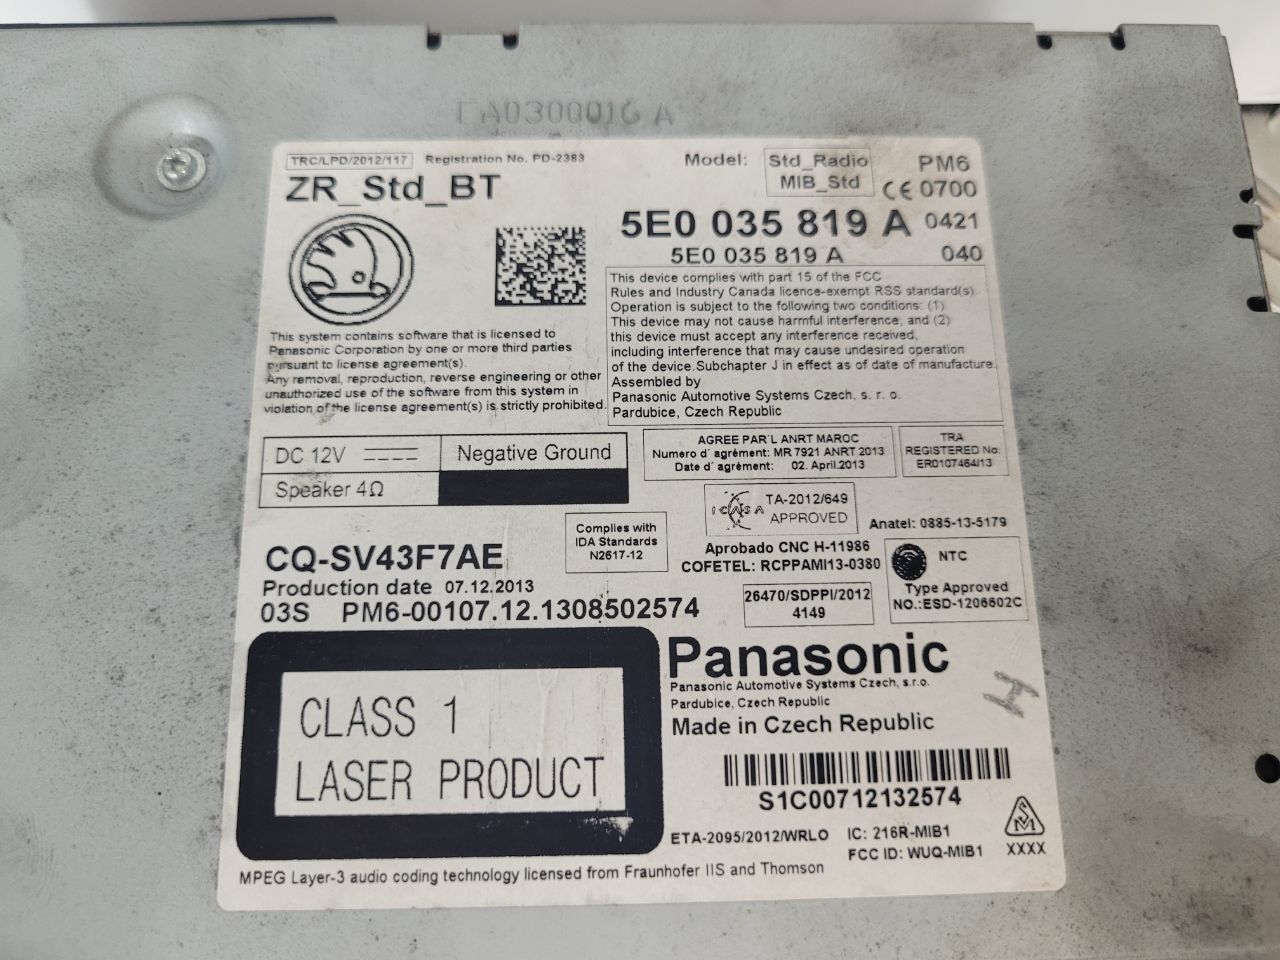 TRC/LPD/2012/117 Registration No. PD-2383
ZR_Std_BT
Model: Std_Radio
MIB_Std
PM6
CE 0700
5E0 035 819 A 0421
5E0 035 819 A 040
This system contains software that is licensed to
Panasonic Corporation by one or more third parties
pursuant to license agreement(s).
Any removal, reproduction, reverse engineering or other
unauthorized use of the software from this system in
violation of the license agreement(s) is strictly prohibited.
This device complies with part 15 of the FCC
Rules and Industry Canada licence-exempt RSS standard(s).
Operation is subject to the following two conditions: (1)
This device may not cause harmful interference, and (2)
this device must accept any interference received,
including interference that may cause undesired operation
of the device.Subchapter J in effect as of date of manufacture.
Assembled by
Panasonic Automotive Systems Czech, s. r. o.
Pardubice, Czech Republic
DC 12V Negative Ground
Speaker 4Ω
AGREE PAR'L ANRT MAROC
Numero d´ agrément: MR 7921 ANRT 2013
Date d´ agrément: 02. April.2013
TRA
REGISTERED No:
ER0107464/13
ICASA TA-2012/649
APPROVED
Anatel: 0885-13-5179
Complies with
IDA Standards
N2617-12
Aprobado CNC H-11986
COFETEL: RCPPAMI13-0380
NTC
Type Approved
NO.:ESD-1206602C
26470/SDPPI/2012
4149
CQ-SV43F7AE
Production date 07.12.2013
03S PM6-00107.12.1308502574
CLASS 1
LASER PRODUCT
Panasonic
Panasonic Automotive Systems Czech, s.r.o.
Pardubice, Czech Republic
Made in Czech Republic
S1C00712132574
ETA-2095/2012/WRLO IC: 216R-MIB1
FCC ID: WUQ-MIB1
XXXX
MPEG Layer-3 audio coding technology licensed from Fraunhofer IIS and Thomson